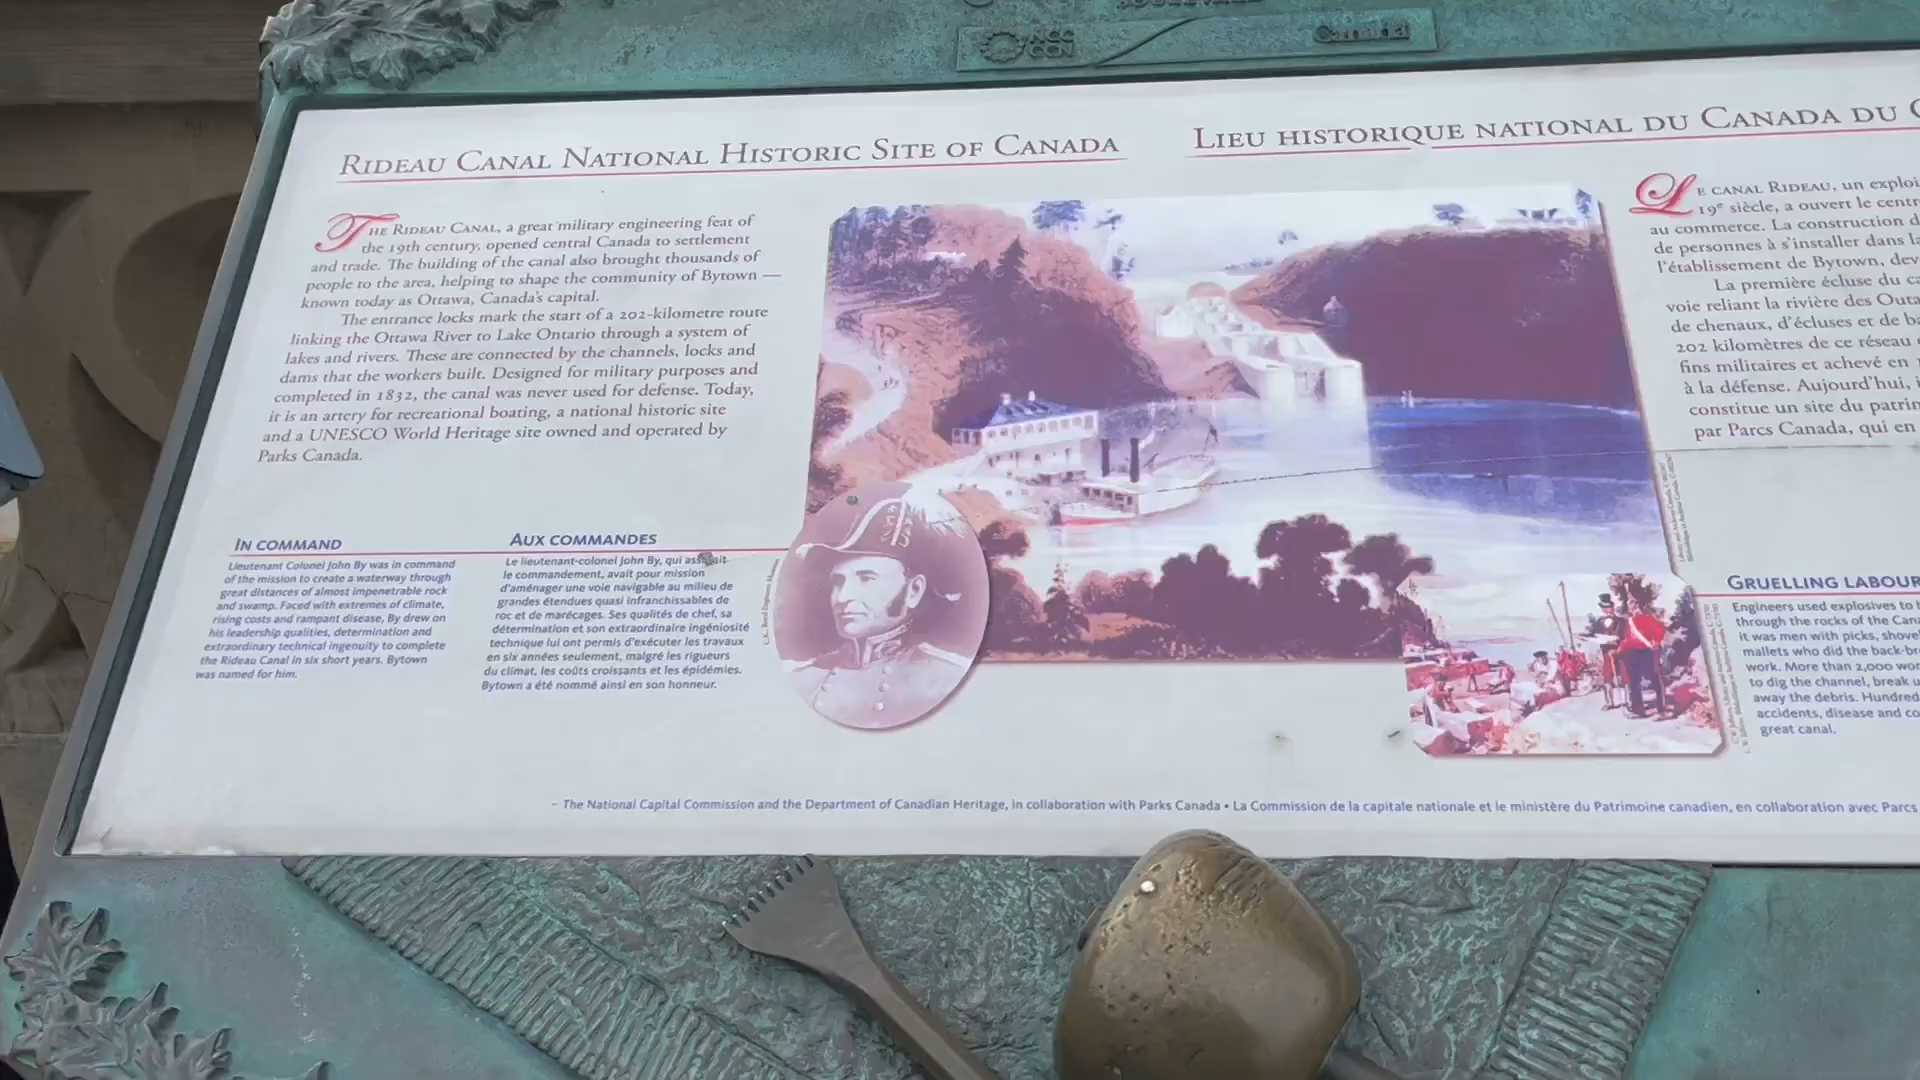 NCC
CCN
Canada
RIDEAU CANAL NATIONAL HISTORIC SITE OF CANADA
THE RIDEAU CANAL, a great military engineering feat of
the 19th century, opened central Canada to settlement
and trade. The building of the canal also brought thousands of
people to the area, helping to shape the community of Bytown —
known today as Ottawa, Canada's capital.
The entrance locks mark the start of a 202-kilometre route
linking the Ottawa River to Lake Ontario through a system of
lakes and rivers. These are connected by the channels, locks and
dams that the workers built. Designed for military purposes and
completed in 1832, the canal was never used for defense. Today,
it is an artery for recreational boating, a national historic site
and a UNESCO World Heritage site owned and operated by
Parks Canada.
LIEU HISTORIQUE NATIONAL DU CANADA DU
LE CANAL RIDEAU, un exploi
19e siècle, a ouvert le centr
au commerce. La construction d
de personnes à s'installer dans la
l'établissement de Bytown, dev
La première écluse du ca
voie reliant la rivière des Outa
de chenaux, d'écluses et de ba
202 kilomètres de ce réseau
fins militaires et achevé en 1
à la défense. Aujourd'hui, i
constitue un site du patrim
par Parcs Canada, qui en
IN COMMAND
Lieutenant Colonel John By was in command
of the mission to create a waterway through
great distances of almost impenetrable rock
and swamp. Faced with extremes of climate,
rising costs and rampant disease, By drew on
his leadership qualities, determination and
extraordinary technical ingenuity to complete
the Rideau Canal in six short years. Bytown
was named for him.
AUX COMMANDES
Le lieutenant-colonel John By, qui assurait
le commandement, avait pour mission
d'aménager une voie navigable au milieu de
grandes étendues quasi infranchissables de
roc et de marécages. Ses qualités de chef, sa
détermination et son extraordinaire ingéniosité
technique lui ont permis d'exécuter les travaux
en six années seulement, malgré les rigueurs
du climat, les coûts croissants et les épidémies.
Bytown a été nommé ainsi en son honneur.
GRUELLING LABOUR
Engineers used explosives to b
through the rocks of the Cana
it was men with picks, shove
mallets who did the back-br
work. More than 2,000 wor
to dig the channel, break u
away the debris. Hundred
accidents, disease and co
great canal.
– The National Capital Commission and the Department of Canadian Heritage, in collaboration with Parks Canada • La Commission de la capitale nationale et le ministère du Patrimoine canadien, en collaboration avec Parcs